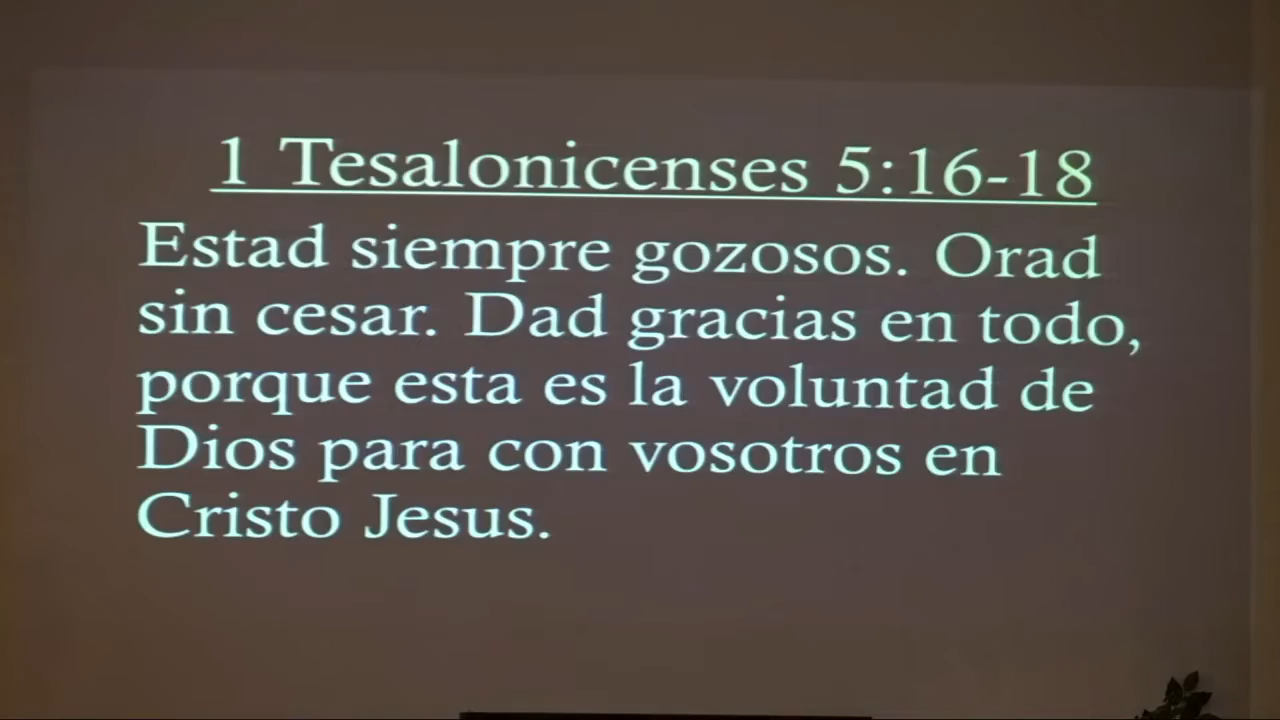 1 Tesalonicenses 5:16-18
Estad siempre gozosos. Orad
sin cesar. Dad gracias en todo,
porque esta es la voluntad de
Dios para con vosotros en
Cristo Jesus.